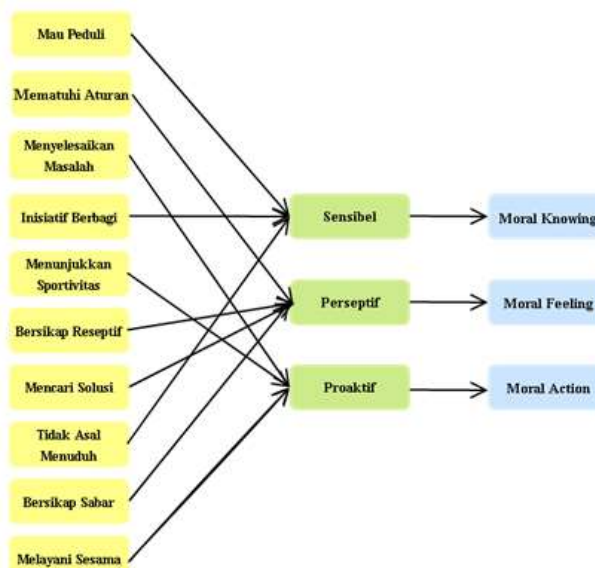 Mau Peduli
Mematuhi Aturan
Menyelesaikan
Masalah
Inisiatif Berbagi
Menunjukkan
Sportivitas
Bersikap Reseptif
Mencari Solusi
Tidak Asal
Menuduh
Bersikap Sabar
Melayani Sesama
Sensibel
Perseptif
Proaktif
Moral Knowing
Moral Feeling
Moral Action